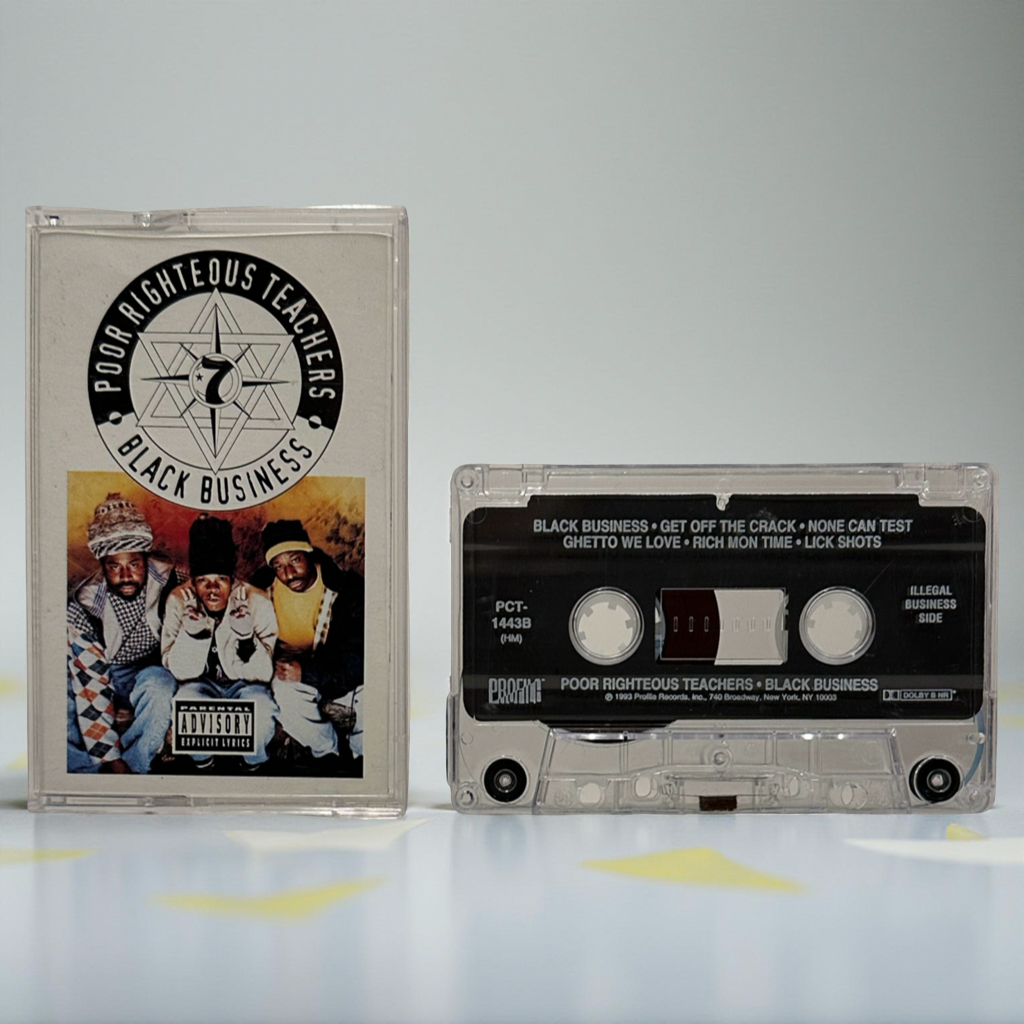 POOR RIGHTEOUS TEACHERS
7
BLACK BUSINESS
PARENTAL
ADVISORY
EXPLICIT LYRICS
BLACK BUSINESS • GET OFF THE CRACK • NONE CAN TEST
GHETTO WE LOVE • RICH MON TIME • LICK SHOTS
PCT-
1443B
(HM)
ILLEGAL
BUSINESS
SIDE
PROFILE
POOR RIGHTEOUS TEACHERS • BLACK BUSINESS
℗ 1993 Profile Records, Inc., 740 Broadway, New York, NY 10003
DOLBY B NR